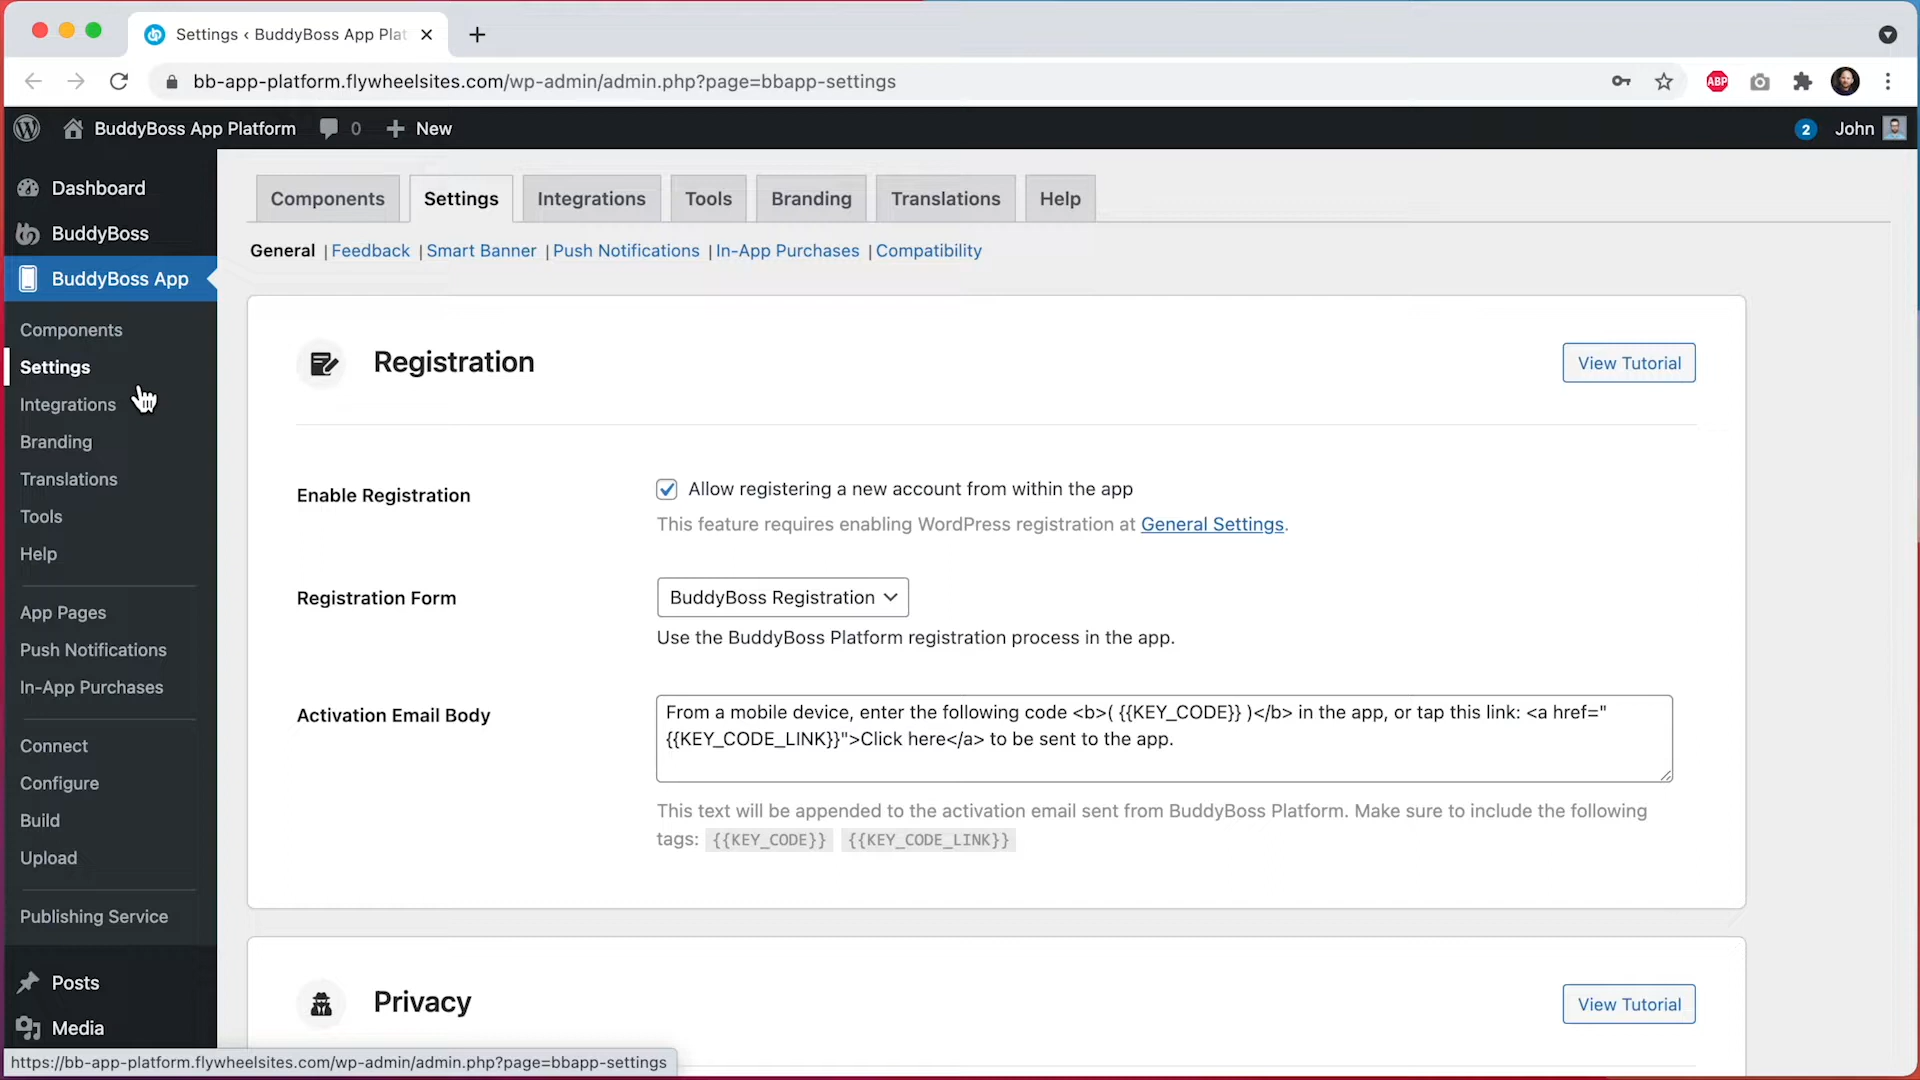 Settings ‹ BuddyBoss App Plat
bb-app-platform.flywheelsites.com/wp-admin/admin.php?page=bbapp-settings
ABP
BuddyBoss App Platform 0 New 2 John
Dashboard
BuddyBoss
BuddyBoss App
Components
Settings
Integrations
Branding
Translations
Tools
Help
App Pages
Push Notifications
In-App Purchases
Connect
Configure
Build
Upload
Publishing Service
Posts
Media
Components Settings Integrations Tools Branding Translations Help
General | Feedback | Smart Banner | Push Notifications | In-App Purchases | Compatibility
Registration
View Tutorial
Enable Registration
Allow registering a new account from within the app
This feature requires enabling WordPress registration at General Settings.
Registration Form
BuddyBoss Registration
Use the BuddyBoss Platform registration process in the app.
Activation Email Body
From a mobile device, enter the following code <b>( {{KEY_CODE}} )</b> in the app, or tap this link: <a href="
{{KEY_CODE_LINK}}">Click here</a> to be sent to the app.
This text will be appended to the activation email sent from BuddyBoss Platform. Make sure to include the following
tags: {{KEY_CODE}} {{KEY_CODE_LINK}}
Privacy
View Tutorial
https://bb-app-platform.flywheelsites.com/wp-admin/admin.php?page=bbapp-settings